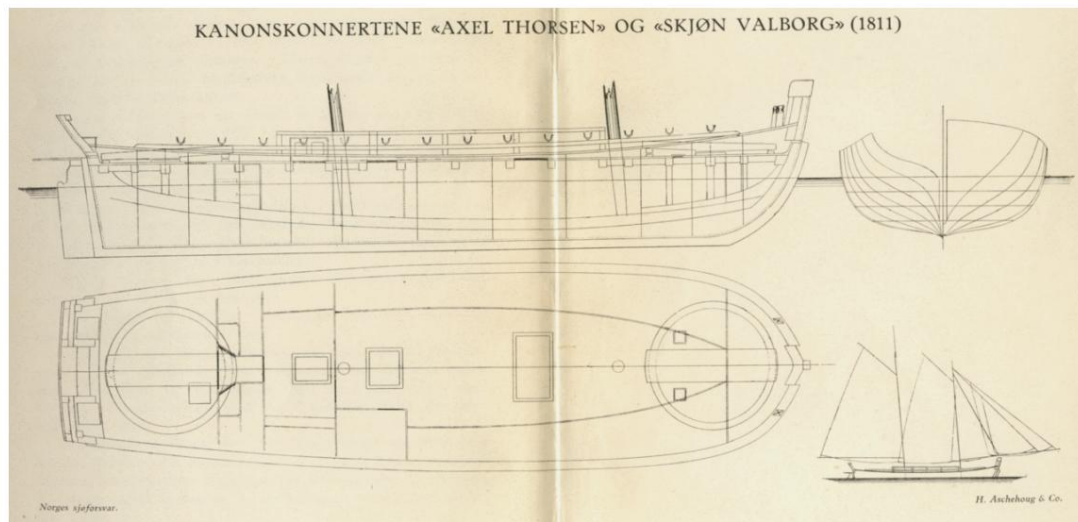 KANONSKONNERTENE «AXEL THORSEN» OG «SKJØN VALBORG» (1811)
Norges sjøforsvar.
H. Aschehoug & Co.